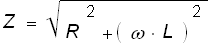 Z = √(R² + (ω · L)²)